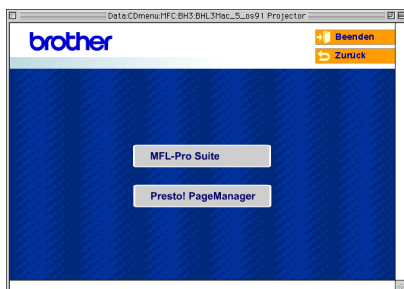 Data:CDmenu:MFC:BH3:BHL3Mac_5_os91 Projector
brother
Beenden
Zurück
MFL-Pro Suite
Presto! PageManager